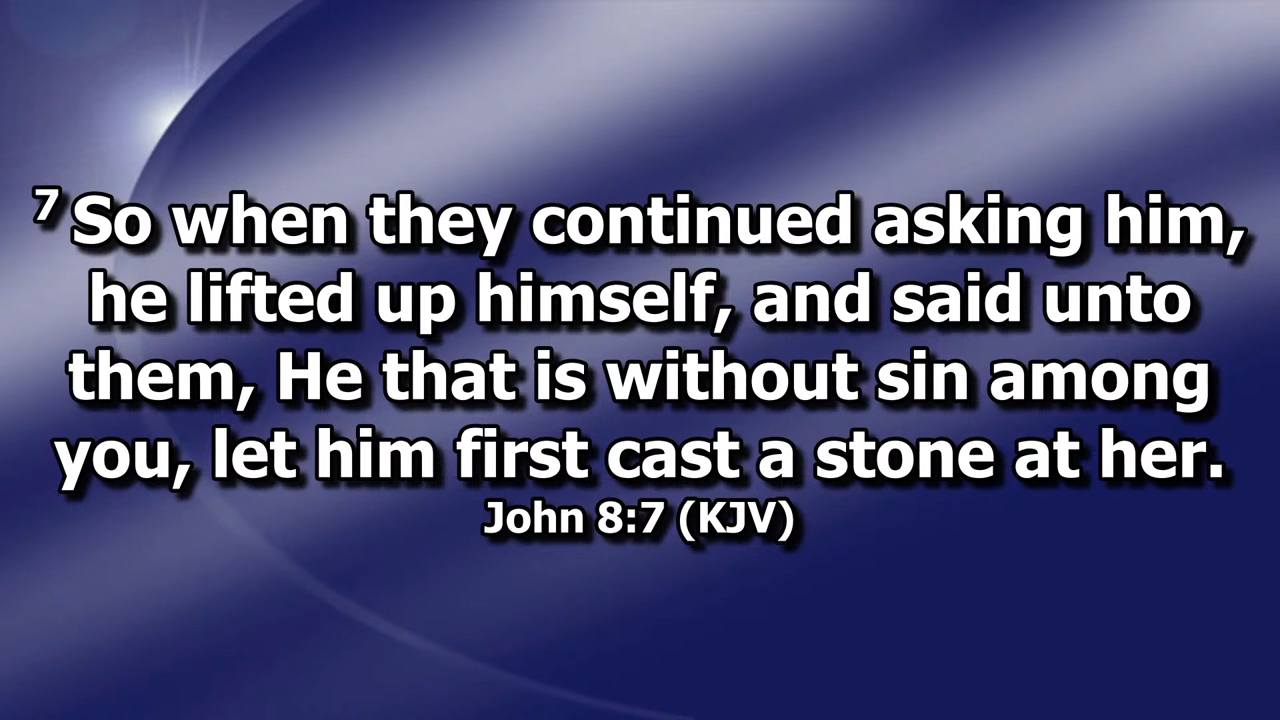 7 So when they continued asking him,
he lifted up himself, and said unto
them, He that is without sin among
you, let him first cast a stone at her.
John 8:7 (KJV)